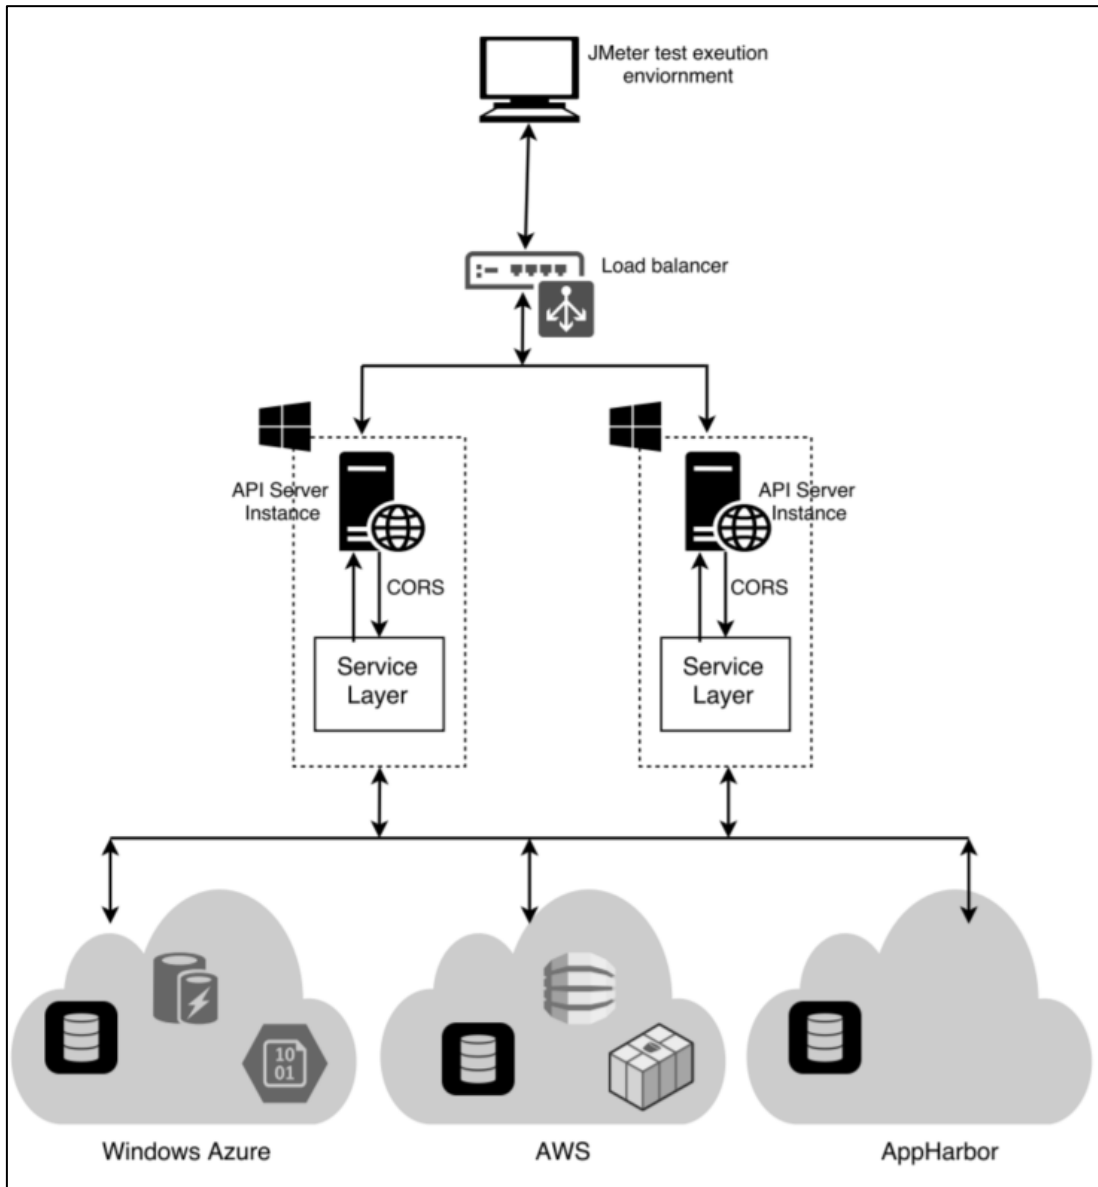 JMeter test exeution
enviornment
Load balancer
API Server
Instance
API Server
Instance
CORS
CORS
Service
Layer
Service
Layer
10
01
Windows Azure
AWS
AppHarbor